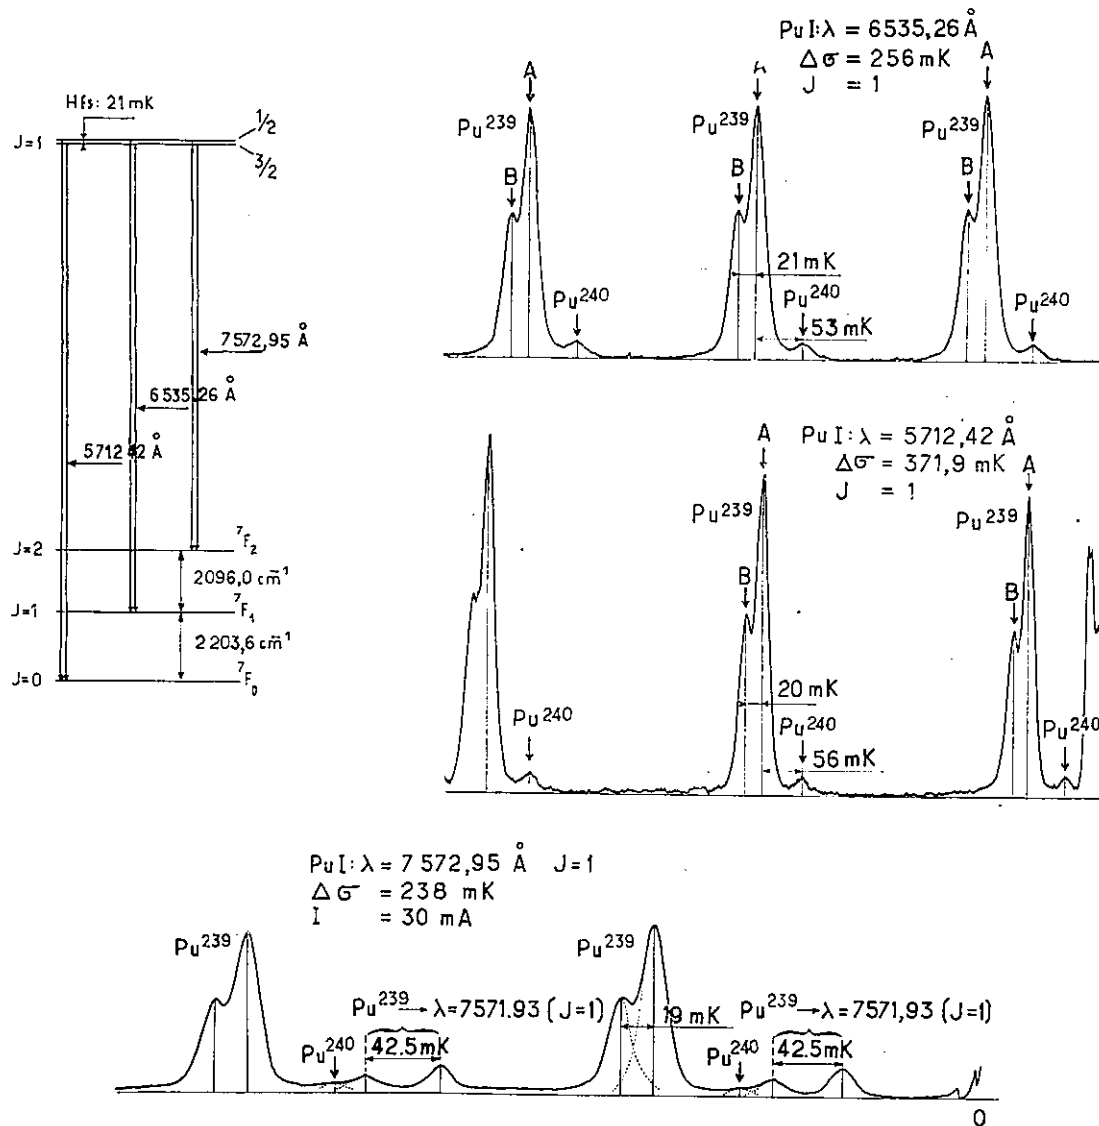 Hfs: 21 mK
J=1
1/2
3/2
7572,95 Å
6535,26 Å
5712,42 Å
J=2
⁷F₂
2096,0 cm⁻¹
J=1
⁷F₁
2203,6 cm⁻¹
J=0
⁷F₀
Pu I: λ = 6535,26 Å
Δσ = 256 mK
J = 1
A
A
A
Pu²³⁹
Pu²³⁹
Pu²³⁹
B
B
B
21 mK
Pu²⁴⁰
Pu²⁴⁰
Pu²⁴⁰
53 mK
Pu I: λ = 5712,42 Å
Δσ = 371,9 mK
J = 1
A
A
Pu²³⁹
Pu²³⁹
B
B
20 mK
Pu²⁴⁰
Pu²⁴⁰
Pu²⁴⁰
56 mK
Pu I: λ = 7572,95 Å J=1
Δσ = 238 mK
I = 30 mA
Pu²³⁹
Pu²³⁹
Pu²³⁹ → λ=7571.93 (J=1)
19 mK
Pu²³⁹ → λ=7571,93 (J=1)
Pu²⁴⁰
42.5mK
Pu²⁴⁰
42.5mK
0